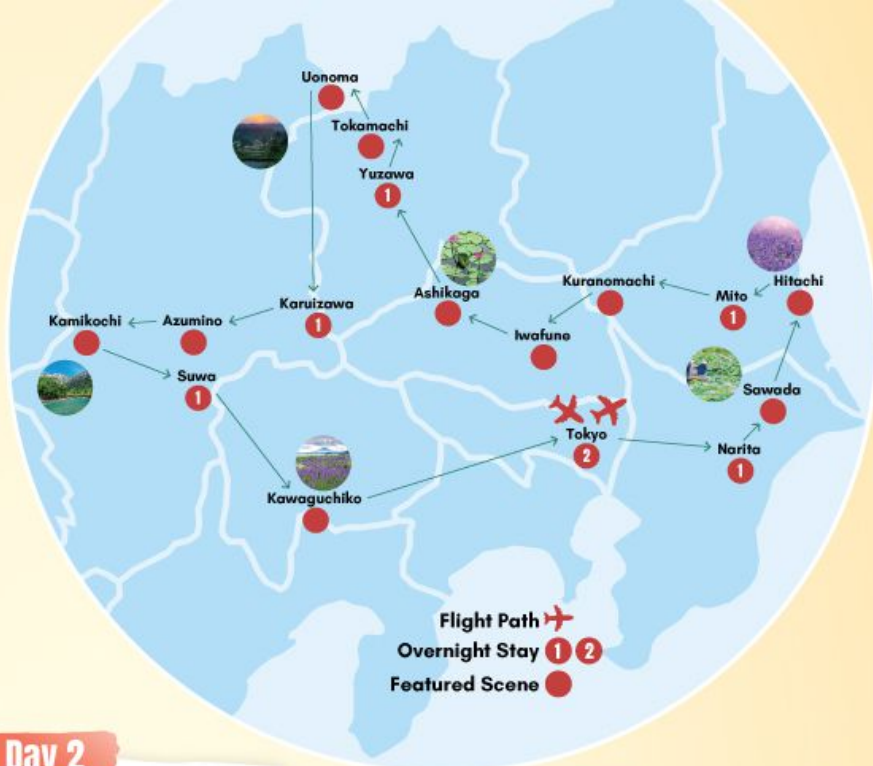 Uonoma
Tokamachi
Yuzawa
1
Ashikaga
Kuranomachi
Hitachi
Mito
1
Karuizawa
1
Iwafune
Kamikochi
Azumino
Suwa
1
Sawada
Tokyo
2
Narita
1
Kawaguchiko
Flight Path
Overnight Stay 1 2
Featured Scene
Day 2